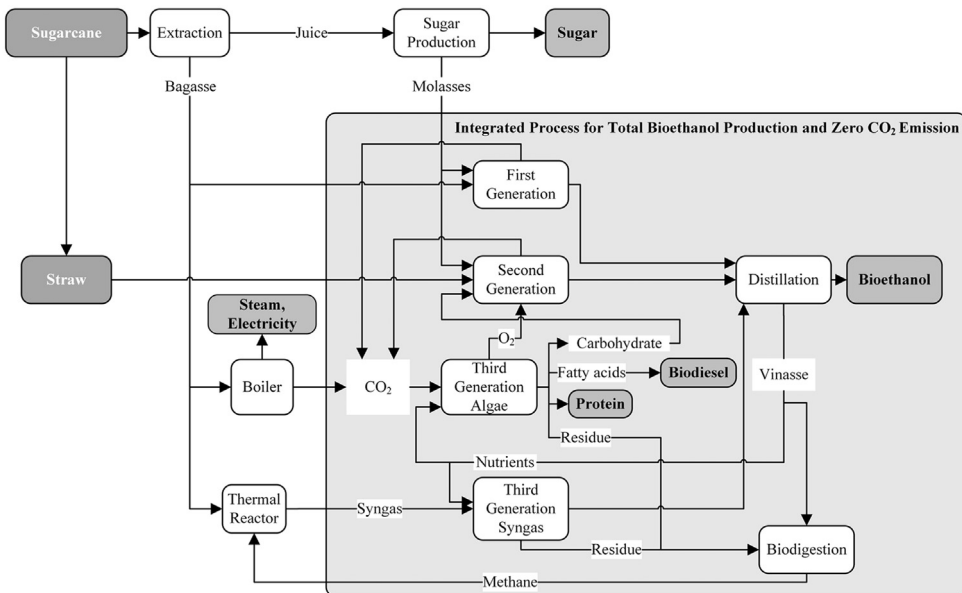 Sugarcane
Extraction
Juice
Sugar
Production
Sugar
Bagasse
Molasses
Integrated Process for Total Bioethanol Production and Zero CO₂ Emission
First
Generation
Straw
Second
Generation
Distillation
Bioethanol
Steam,
Electricity
O₂
Carbohydrate
Boiler
CO₂
Third
Generation
Algae
Fatty acids
Biodiesel
Vinasse
Protein
Residue
Nutrients
Thermal
Reactor
Syngas
Third
Generation
Syngas
Residue
Biodigestion
Methane